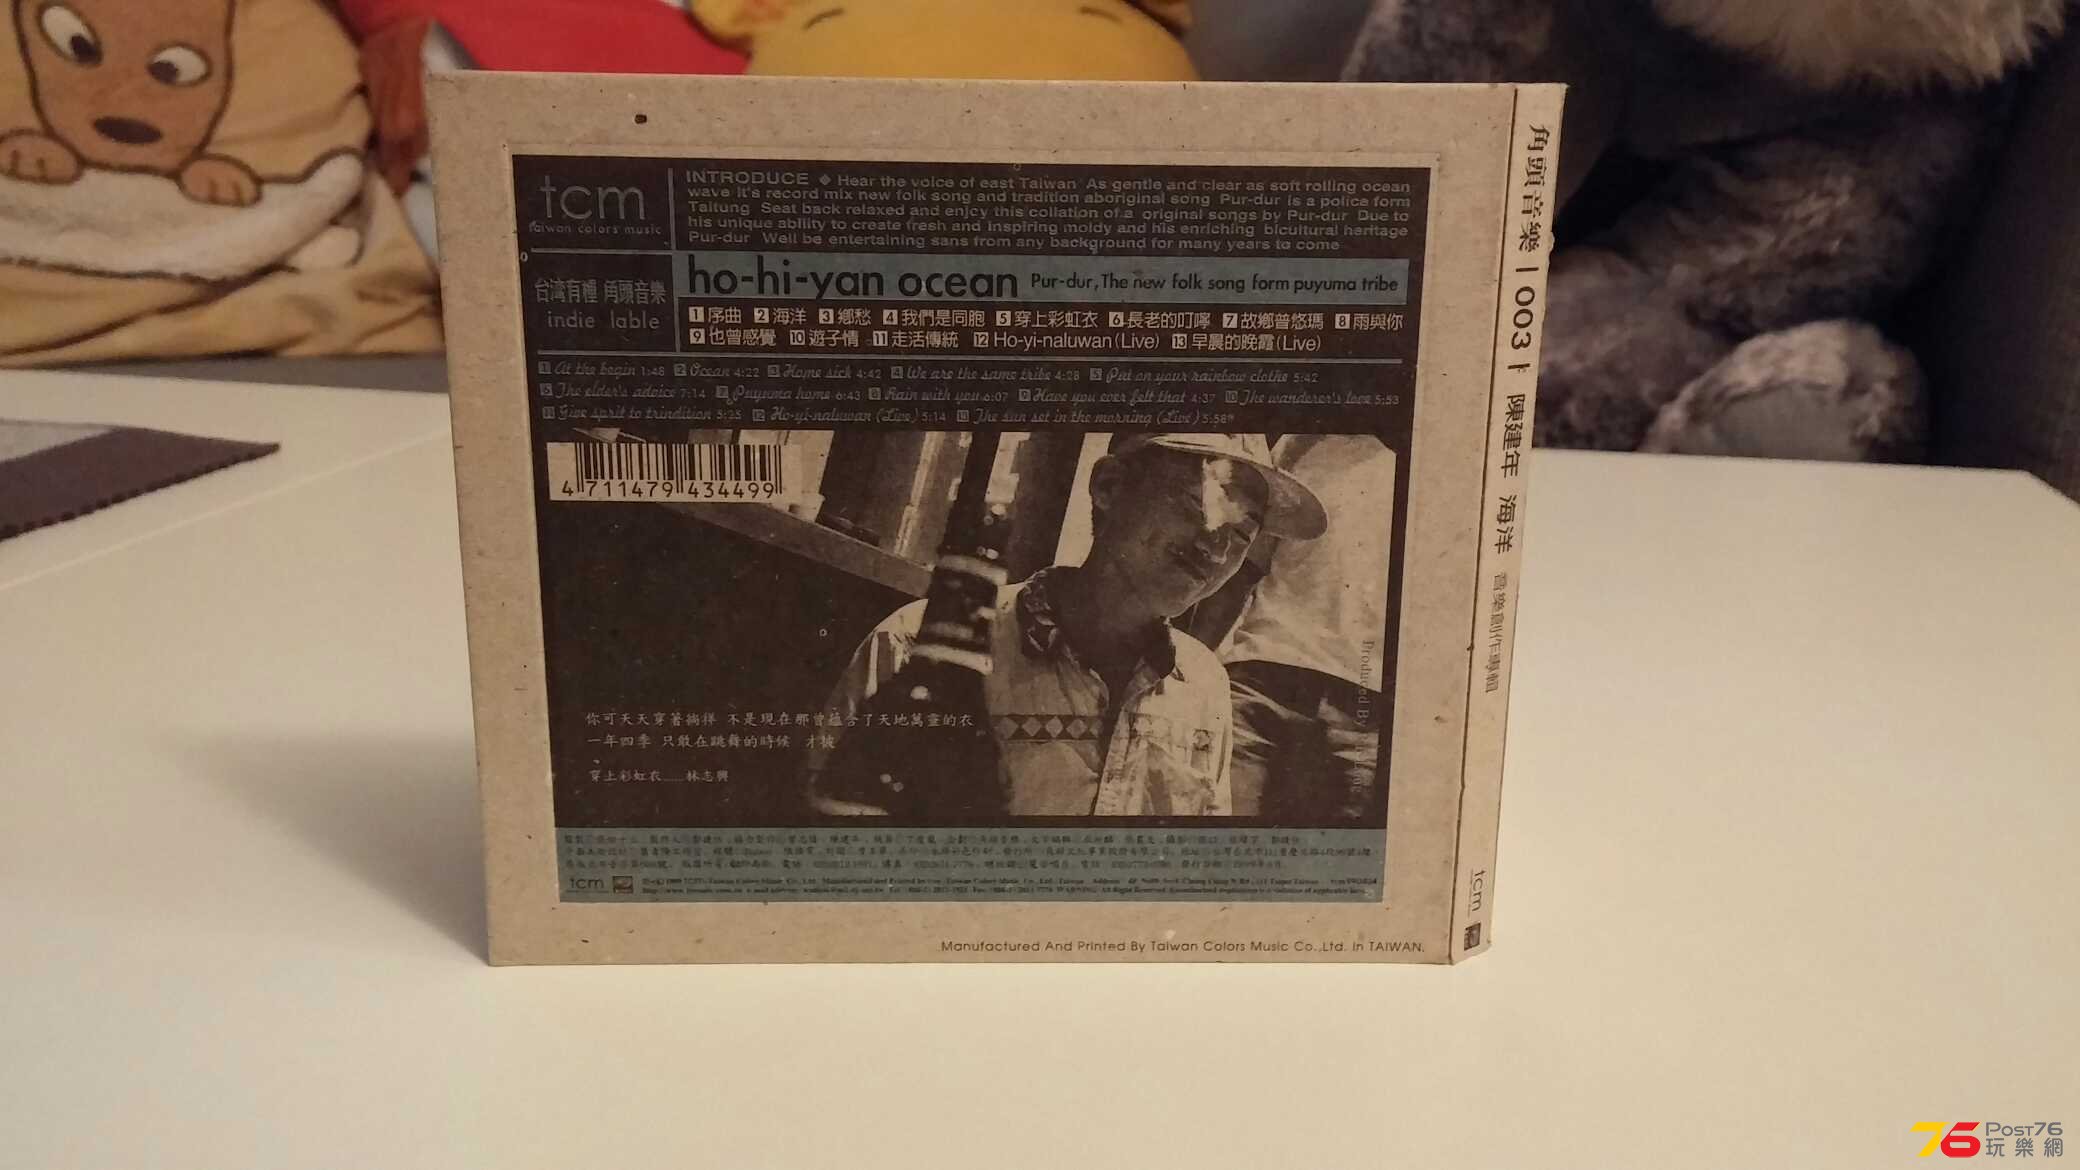 tcm
taiwan colors music
INTRODUCE ◆ Hear the voice of east Taiwan As gentle and clear as soft rolling ocean
wave It's record mix new folk song and tradition aboriginal song Pur-dur is a police form
Taitung Seat back relaxed and enjoy this collation of a original songs by Pur-dur Due to
his unique ability to create fresh and inspiring moldy and his enriching bicultural heritage
Pur-dur Well be entertaining sans from any background for many years to come
台湾有種 角頭音樂
indie lable
ho-hi-yan ocean Pur-dur, The new folk song form puyuma tribe
1 序曲 2 海洋 3 鄉愁 4 我們是同胞 5 穿上彩虹衣 6 長老的叮嚀 7 故鄉普悠瑪 8 雨與你
9 也曾感覺 10 遊子情 11 走活傳統 12 Ho-yi-naluwan (Live) 13 早晨的晚霞(Live)
1 At the begin 1:48 2 Ocean 4:22 3 Home sick 4:42 4 We are the same tribe 4:28 5 Put on your rainbow clothe 5:42
6 The elder's advice 7:14 7 Puyuma home 6:43 8 Rain with you 6:07 9 Have you ever felt that 4:37 10 The wanderer's love 5:53
11 Give sprit to trindition 5:25 12 Ho-yi-naluwan (Live) 5:14 13 The sun set in the morning (Live) 5:58
4 711479 434499
你可天天穿著徜徉 不是現在那曾蘊含了天地萬靈的衣
一年四季 只敢在跳舞的時候 才披
穿上彩虹衣......林志興
Produced By
tcm
Manufactured And Printed By Taiwan Colors Music Co.,Ltd. In TAIWAN.
角頭音樂 003 陳建年 海洋 音樂創作專輯
tcm
76 POST76
玩樂網